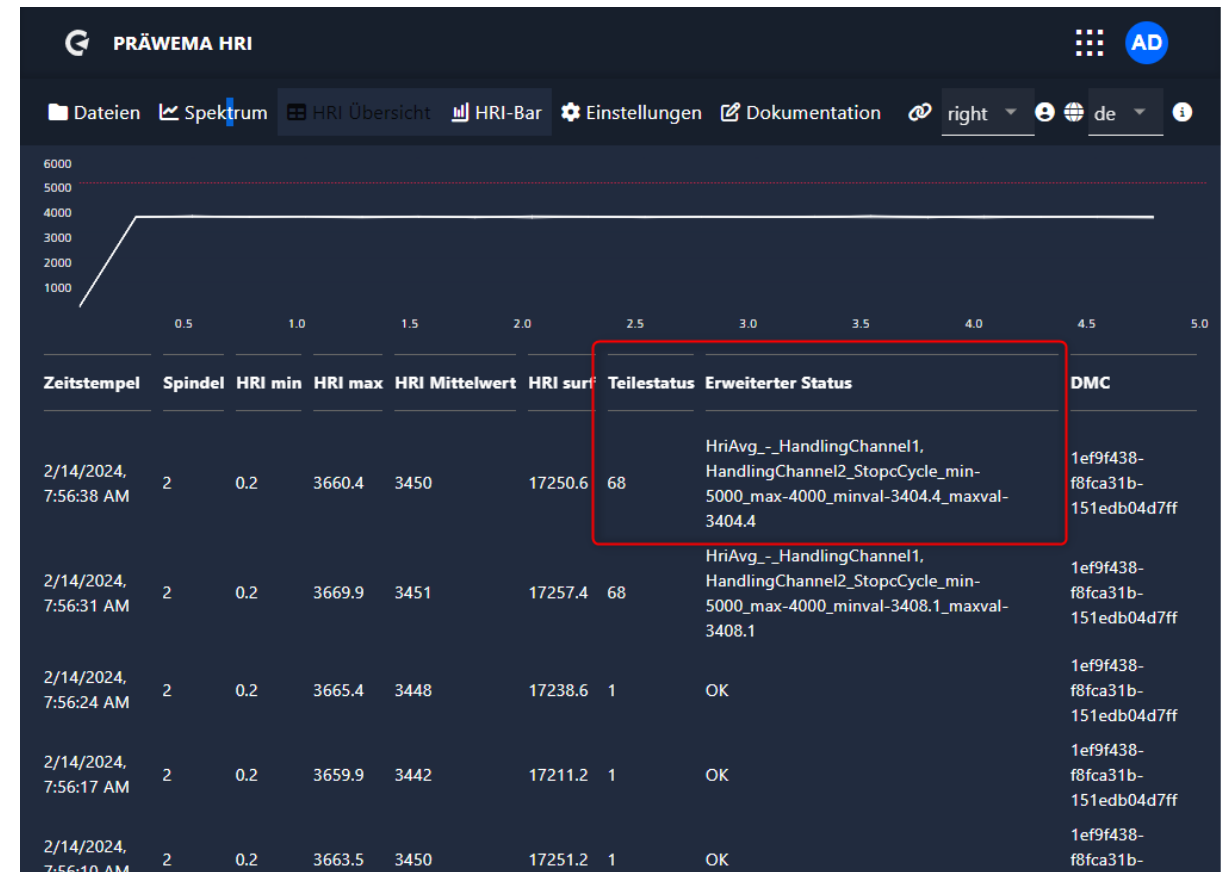 PRÄWEMA HRI
AD
Dateien Spektrum HRI Übersicht HRI-Bar Einstellungen Dokumentation right de
6000
5000
4000
3000
2000
1000
0.5 1.0 1.5 2.0 2.5 3.0 3.5 4.0 4.5 5.0
Zeitstempel Spindel HRI min HRI max HRI Mittelwert HRI surf Teilestatus Erweiterter Status DMC
2/14/2024,
7:56:38 AM
2 0.2 3660.4 3450 17250.6 68
HriAvg_-_HandlingChannel1,
HandlingChannel2_StopcCycle_min-
5000_max-4000_minval-3404.4_maxval-
3404.4
1ef9f438-
f8fca31b-
151edb04d7ff
2/14/2024,
7:56:31 AM
2 0.2 3669.9 3451 17257.4 68
HriAvg_-_HandlingChannel1,
HandlingChannel2_StopcCycle_min-
5000_max-4000_minval-3408.1_maxval-
3408.1
1ef9f438-
f8fca31b-
151edb04d7ff
2/14/2024,
7:56:24 AM
2 0.2 3665.4 3448 17238.6 1 OK
1ef9f438-
f8fca31b-
151edb04d7ff
2/14/2024,
7:56:17 AM
2 0.2 3659.9 3442 17211.2 1 OK
1ef9f438-
f8fca31b-
151edb04d7ff
2/14/2024,
7:56:10 AM
2 0.2 3663.5 3450 17251.2 1 OK
1ef9f438-
f8fca31b-